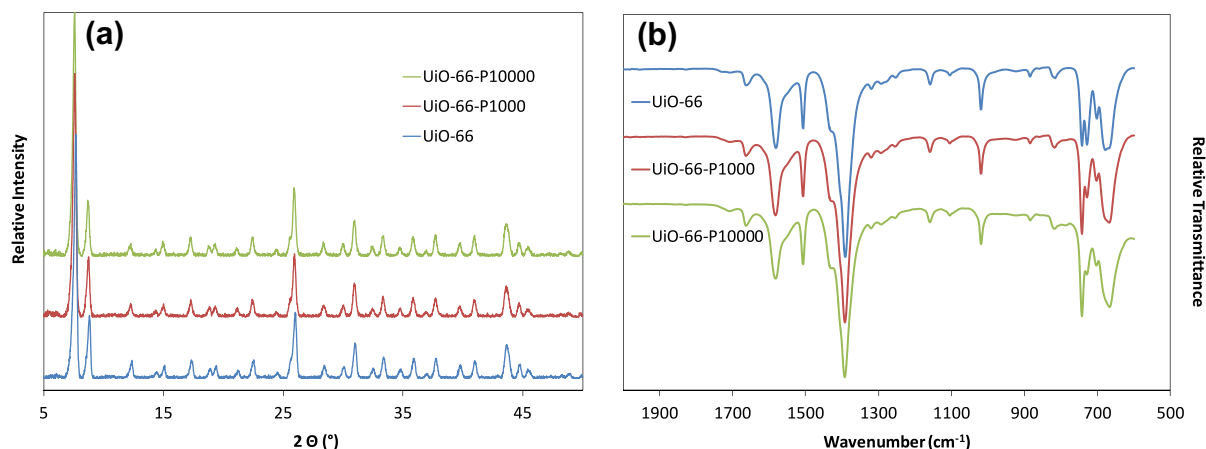 (a)
UiO-66-P10000
UiO-66-P1000
UiO-66
Relative Intensity
5 15 25 35 45
2 Θ (°)
(b)
UiO-66
UiO-66-P1000
UiO-66-P10000
Relative Transmittance
1900 1700 1500 1300 1100 900 700 500
Wavenumber (cm-1)